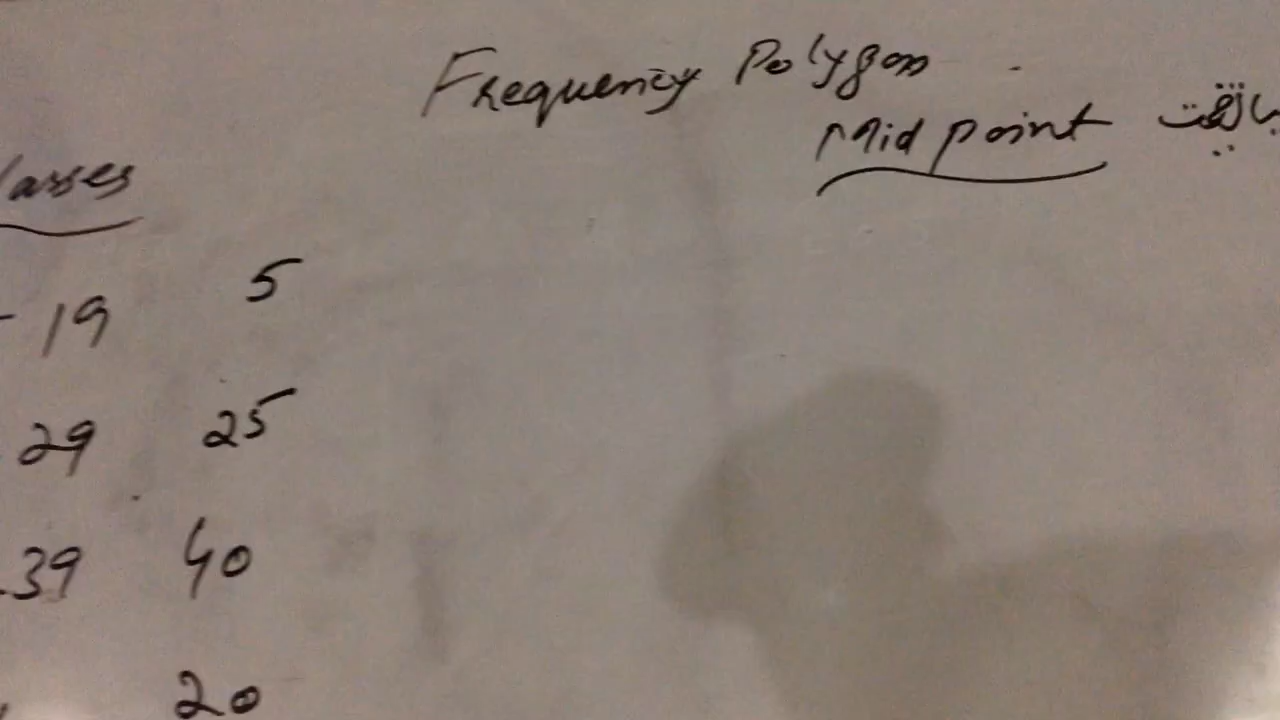 Frequency Polygon
Mid point
lasses
- 19 5
29 25
39 40
20